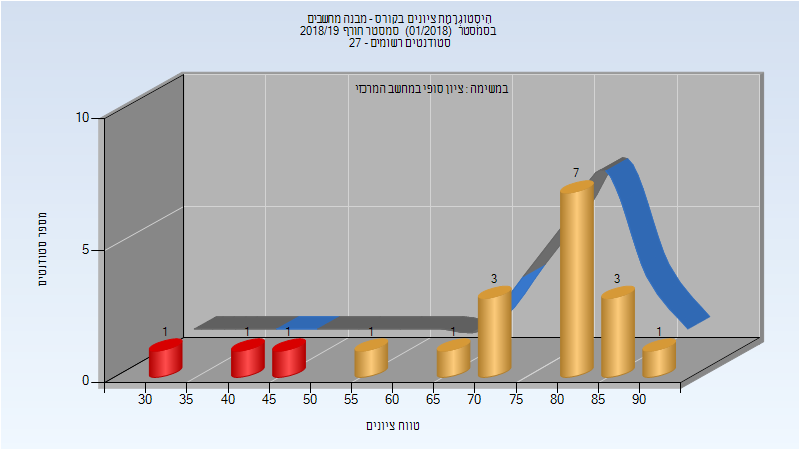 היסטוגרמת ציונים בקורס - מבנה מחשבים
בסמסטר (01/2018) סמסטר חורף 2018/19
סטודנטים רשומים - 27
במשימה : ציון סופי במחשב המרכזי
10
5
0
מספר סטודנטים
1
1
1
1
1
3
7
3
1
30 35 40 45 50 55 60 65 70 75 80 85 90
טווח ציונים